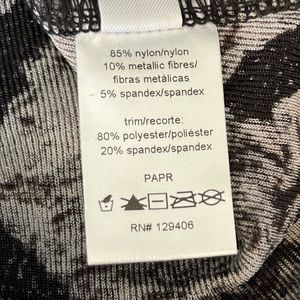 85% nylon/nylon
10% metallic fibres/
fibras metálicas
5% spandex/spandex
trim/recorte:
80% polyester/poliéster
20% spandex/spandex
PAPR
RN# 129406